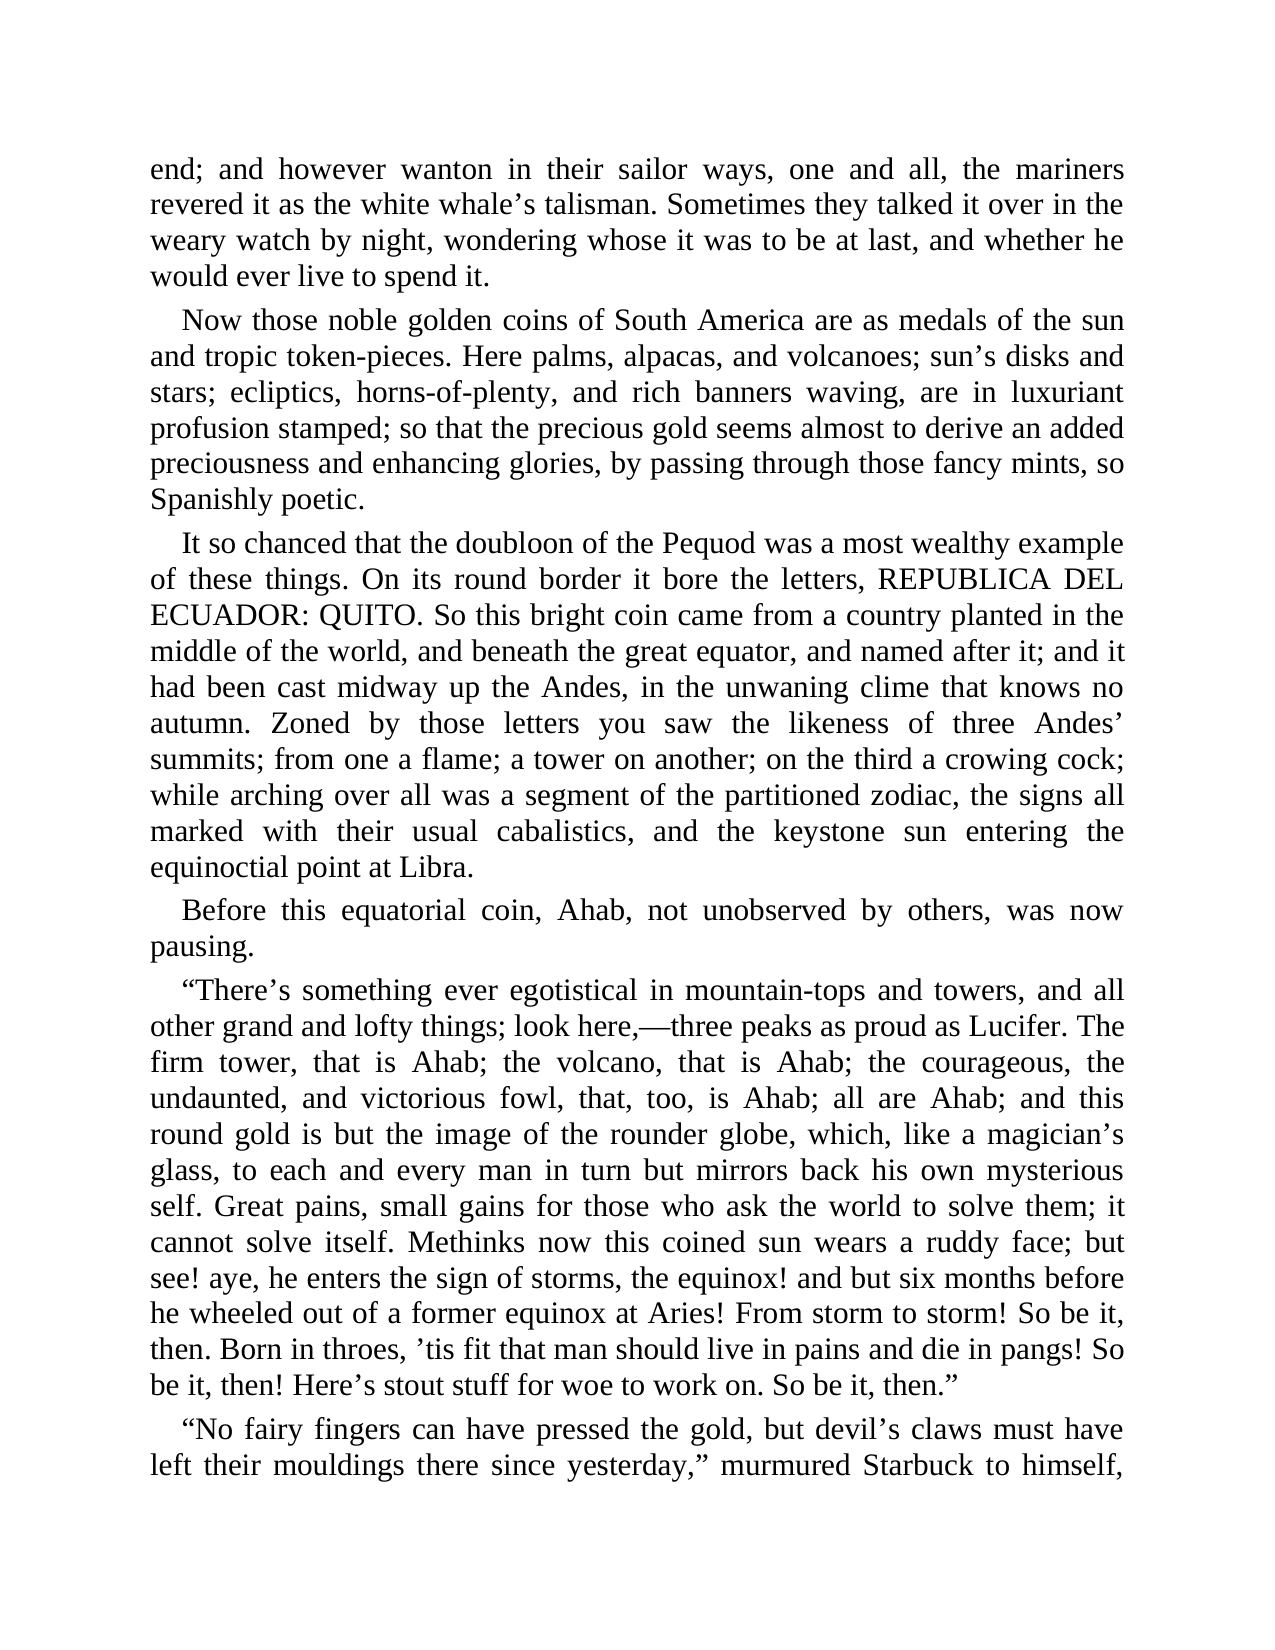 end; and however wanton in their sailor ways, one and all, the mariners
revered it as the white whale’s talisman. Sometimes they talked it over in the
weary watch by night, wondering whose it was to be at last, and whether he
would ever live to spend it.
Now those noble golden coins of South America are as medals of the sun
and tropic token-pieces. Here palms, alpacas, and volcanoes; sun’s disks and
stars; ecliptics, horns-of-plenty, and rich banners waving, are in luxuriant
profusion stamped; so that the precious gold seems almost to derive an added
preciousness and enhancing glories, by passing through those fancy mints, so
Spanishly poetic.
It so chanced that the doubloon of the Pequod was a most wealthy example
of these things. On its round border it bore the letters, REPUBLICA DEL
ECUADOR: QUITO. So this bright coin came from a country planted in the
middle of the world, and beneath the great equator, and named after it; and it
had been cast midway up the Andes, in the unwaning clime that knows no
autumn. Zoned by those letters you saw the likeness of three Andes’
summits; from one a flame; a tower on another; on the third a crowing cock;
while arching over all was a segment of the partitioned zodiac, the signs all
marked with their usual cabalistics, and the keystone sun entering the
equinoctial point at Libra.
Before this equatorial coin, Ahab, not unobserved by others, was now
pausing.
“There’s something ever egotistical in mountain-tops and towers, and all
other grand and lofty things; look here,—three peaks as proud as Lucifer. The
firm tower, that is Ahab; the volcano, that is Ahab; the courageous, the
undaunted, and victorious fowl, that, too, is Ahab; all are Ahab; and this
round gold is but the image of the rounder globe, which, like a magician’s
glass, to each and every man in turn but mirrors back his own mysterious
self. Great pains, small gains for those who ask the world to solve them; it
cannot solve itself. Methinks now this coined sun wears a ruddy face; but
see! aye, he enters the sign of storms, the equinox! and but six months before
he wheeled out of a former equinox at Aries! From storm to storm! So be it,
then. Born in throes, ’tis fit that man should live in pains and die in pangs! So
be it, then! Here’s stout stuff for woe to work on. So be it, then.”
“No fairy fingers can have pressed the gold, but devil’s claws must have
left their mouldings there since yesterday,” murmured Starbuck to himself,